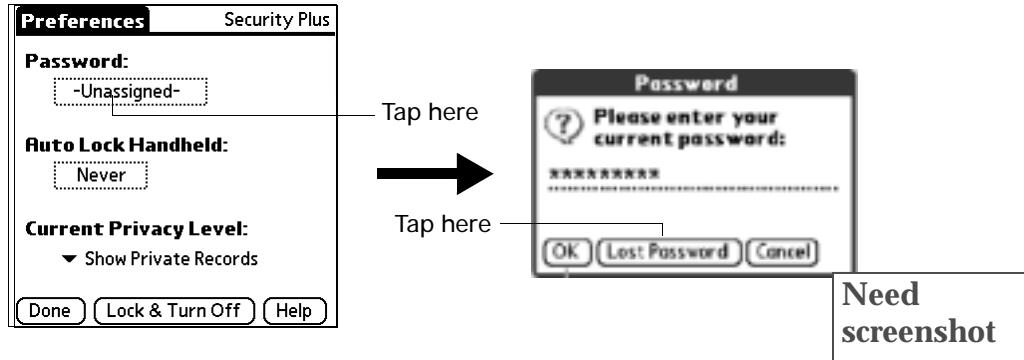 Preferences Security Plus
Password:
-Unassigned-
Auto Lock Handheld:
Never
Current Privacy Level:
Show Private Records
Done Lock & Turn Off Help
Tap here
Password
? Please enter your
current password:
*********
Tap here
OK Lost Password Cancel
Need
screenshot